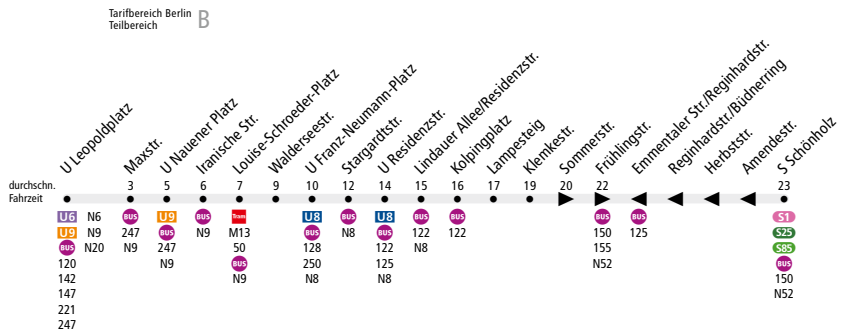 Tarifbereich Berlin
Teilbereich
B
U Leopoldplatz
Maxstr.
U Nauener Platz
Iranische Str.
Louise-Schroeder-Platz
Walderseestr.
U Franz-Neumann-Platz
Stargardtstr.
U Residenzstr.
Lindauer Allee/Residenzstr.
Kolpingplatz
Lampesteig
Klemkestr.
Sommerstr.
Frühlingstr.
Emmentaler Str./Reginhardstr.
Reginhardstr./Büdnerring
Herbststr.
Amendestr.
S Schönholz
durchschn. 3 5 6 7 9 10 12 14 15 16 17 19 20 22 23
Fahrzeit
U6 N6 BUS U9 BUS Tram U8 BUS U8 BUS BUS BUS BUS S1
U9 N9 247 BUS N9 M13 BUS N8 BUS 122 122 150 125 S25
BUS N20 N9 247 50 128 122 N8 155 S85
120 N9 BUS 250 125 N52 BUS
142 N9 N8 N8 150
147 N52
221
247